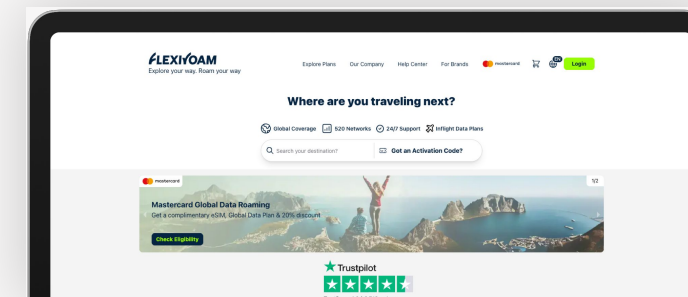 FLEXIROAM
Explore your way. Roam your way
Explore Plans Our Company Help Center For Brands mastercard EN Login
Where are you traveling next?
Global Coverage 520 Networks 24/7 Support Inflight Data Plans
Search your destination? Got an Activation Code?
mastercard 1/2
Mastercard Global Data Roaming
Get a complimentary eSIM, Global Data Plan & 20% discount
Check Eligibility
Trustpilot